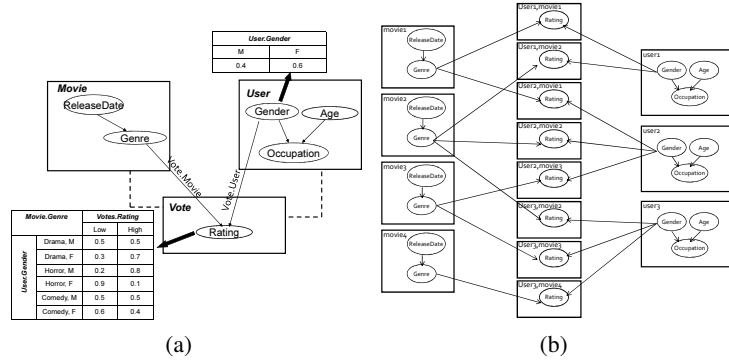 User.Gender
M F
0.4 0.6
Movie
ReleaseDate
Genre
User
Gender
Age
Occupation
Vote.Movie
Vote.User
Vote
Rating
Movie.Genre Votes.Rating
Low High
User.Gender
Drama, M 0.5 0.5
Drama, F 0.3 0.7
Horror, M 0.2 0.8
Horror, F 0.9 0.1
Comedy, M 0.5 0.5
Comedy, F 0.6 0.4
(a)
movie1
ReleaseDate
Genre
movie2
ReleaseDate
Genre
movie3
ReleaseDate
Genre
movie4
ReleaseDate
Genre
User1,movie1
Rating
User1,movie2
Rating
User2,movie1
Rating
User2,movie2
Rating
User2,movie3
Rating
User3,movie2
Rating
User3,movie3
Rating
User3,movie4
Rating
user1
Gender
Age
Occupation
user2
Gender
Age
Occupation
user3
Gender
Age
Occupation
(b)